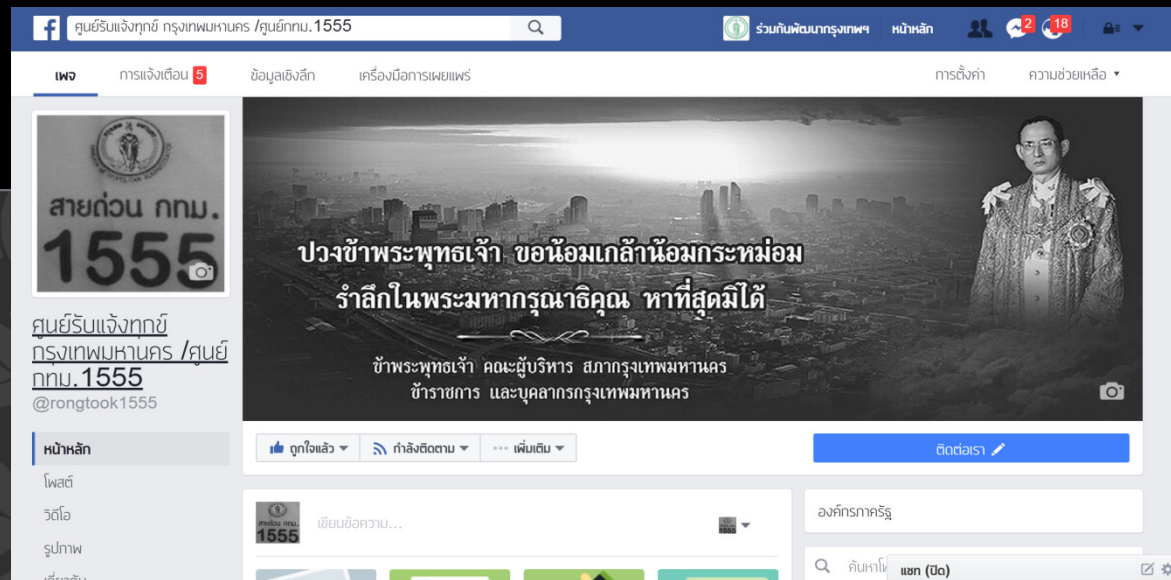 ศูนย์รับแจ้งทุกข์ กรุงเทพมหานคร /ศูนย์กทม.1555
ร่วมกันพัฒนากรุงเทพฯ หน้าหลัก 2 18
เพจ การแจ้งเตือน 5 ข้อมูลเชิงลึก เครื่องมือการเผยแพร่ การตั้งค่า ความช่วยเหลือ
สายด่วน กทม.
1555
ปวงข้าพระพุทธเจ้า ขอน้อมเกล้าน้อมกระหม่อม
รำลึกในพระมหากรุณาธิคุณ หาที่สุดมิได้
ข้าพระพุทธเจ้า คณะผู้บริหาร สภากรุงเทพมหานคร
ข้าราชการ และบุคลากรกรุงเทพมหานคร
ศูนย์รับแจ้งทุกข์
กรุงเทพมหานคร /ศูนย์
กทม.1555
@rongtook1555
ถูกใจแล้ว กำลังติดตาม เพิ่มเติม ติดต่อเรา
หน้าหลัก
โพสต์
วิดีโอ
รูปภาพ
สายด่วน กทม.
1555
เขียนข้อความ...
องค์กรภาครัฐ
แชท (ปิด)